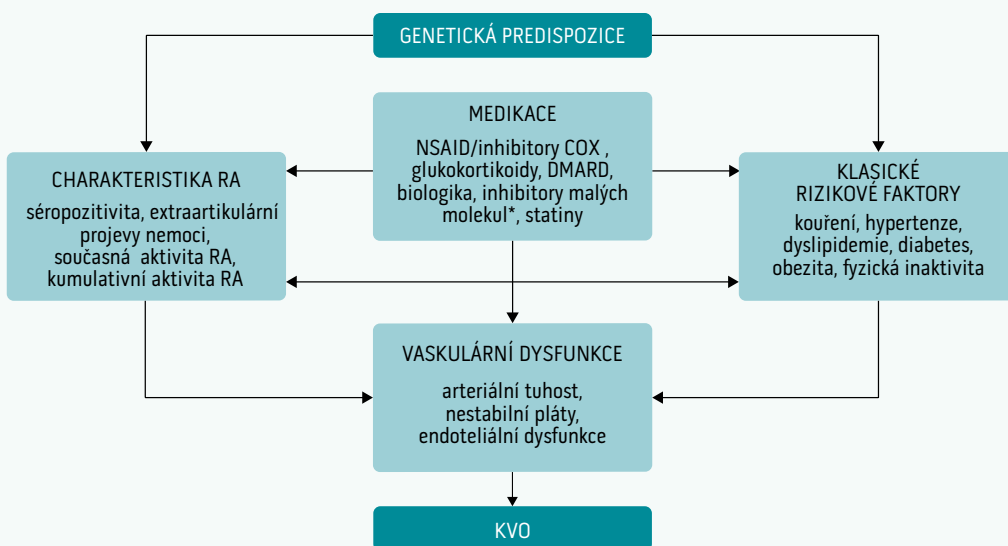 GENETICKÁ PREDISPOZICE
MEDIKACE
NSAID/inhibitory COX ,
glukokortikoidy, DMARD,
biologika, inhibitory malých
molekul*, statiny
CHARAKTERISTIKA RA
séropozitivita, extraartikulární
projevy nemoci,
současná aktivita RA,
kumulativní aktivita RA
KLASICKÉ
RIZIKOVÉ FAKTORY
kouření, hypertenze,
dyslipidemie, diabetes,
obezita, fyzická inaktivita
VASKULÁRNÍ DYSFUNKCE
arteriální tuhost,
nestabilní pláty,
endoteliální dysfunkce
KVO